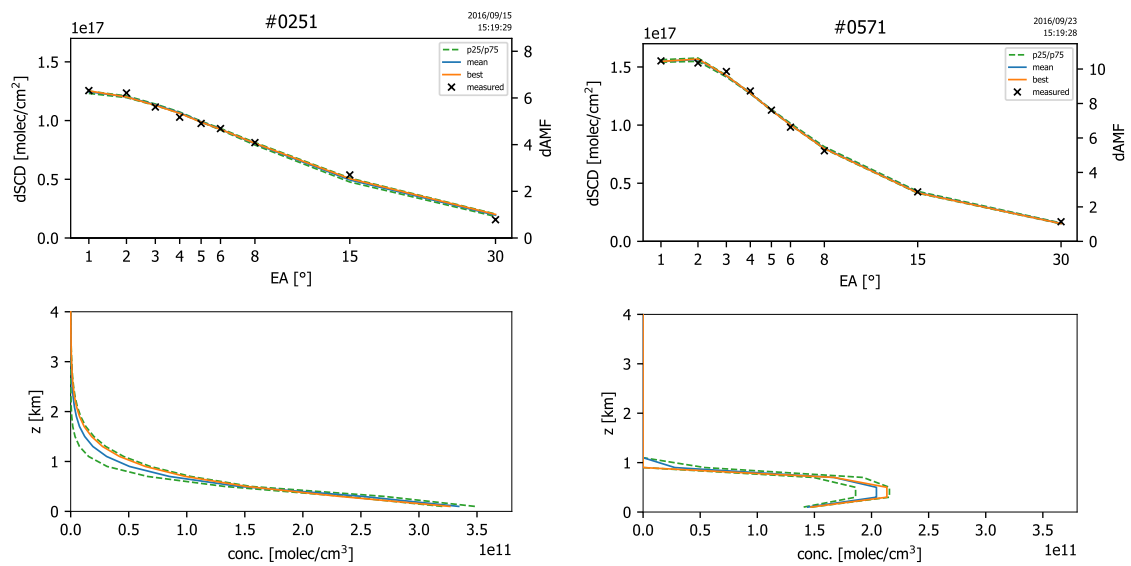 #0251
2016/09/15
15:19:29
1e17
p25/p75
mean
best
measured
1.5
1.0
0.5
0.0
dSCD [molec/cm²]
8
6
4
2
0
dAMF
1 2 3 4 5 6 8 15 30
EA [°]
#0571
2016/09/23
15:19:28
1e17
p25/p75
mean
best
measured
1.5
1.0
0.5
0.0
dSCD [molec/cm²]
10
8
6
4
2
0
dAMF
1 2 3 4 5 6 8 15 30
EA [°]
4
3
2
1
0
z [km]
0.0 0.5 1.0 1.5 2.0 2.5 3.0 3.5
conc. [molec/cm³]
1e11
4
3
2
1
0
z [km]
0.0 0.5 1.0 1.5 2.0 2.5 3.0 3.5
conc. [molec/cm³]
1e11